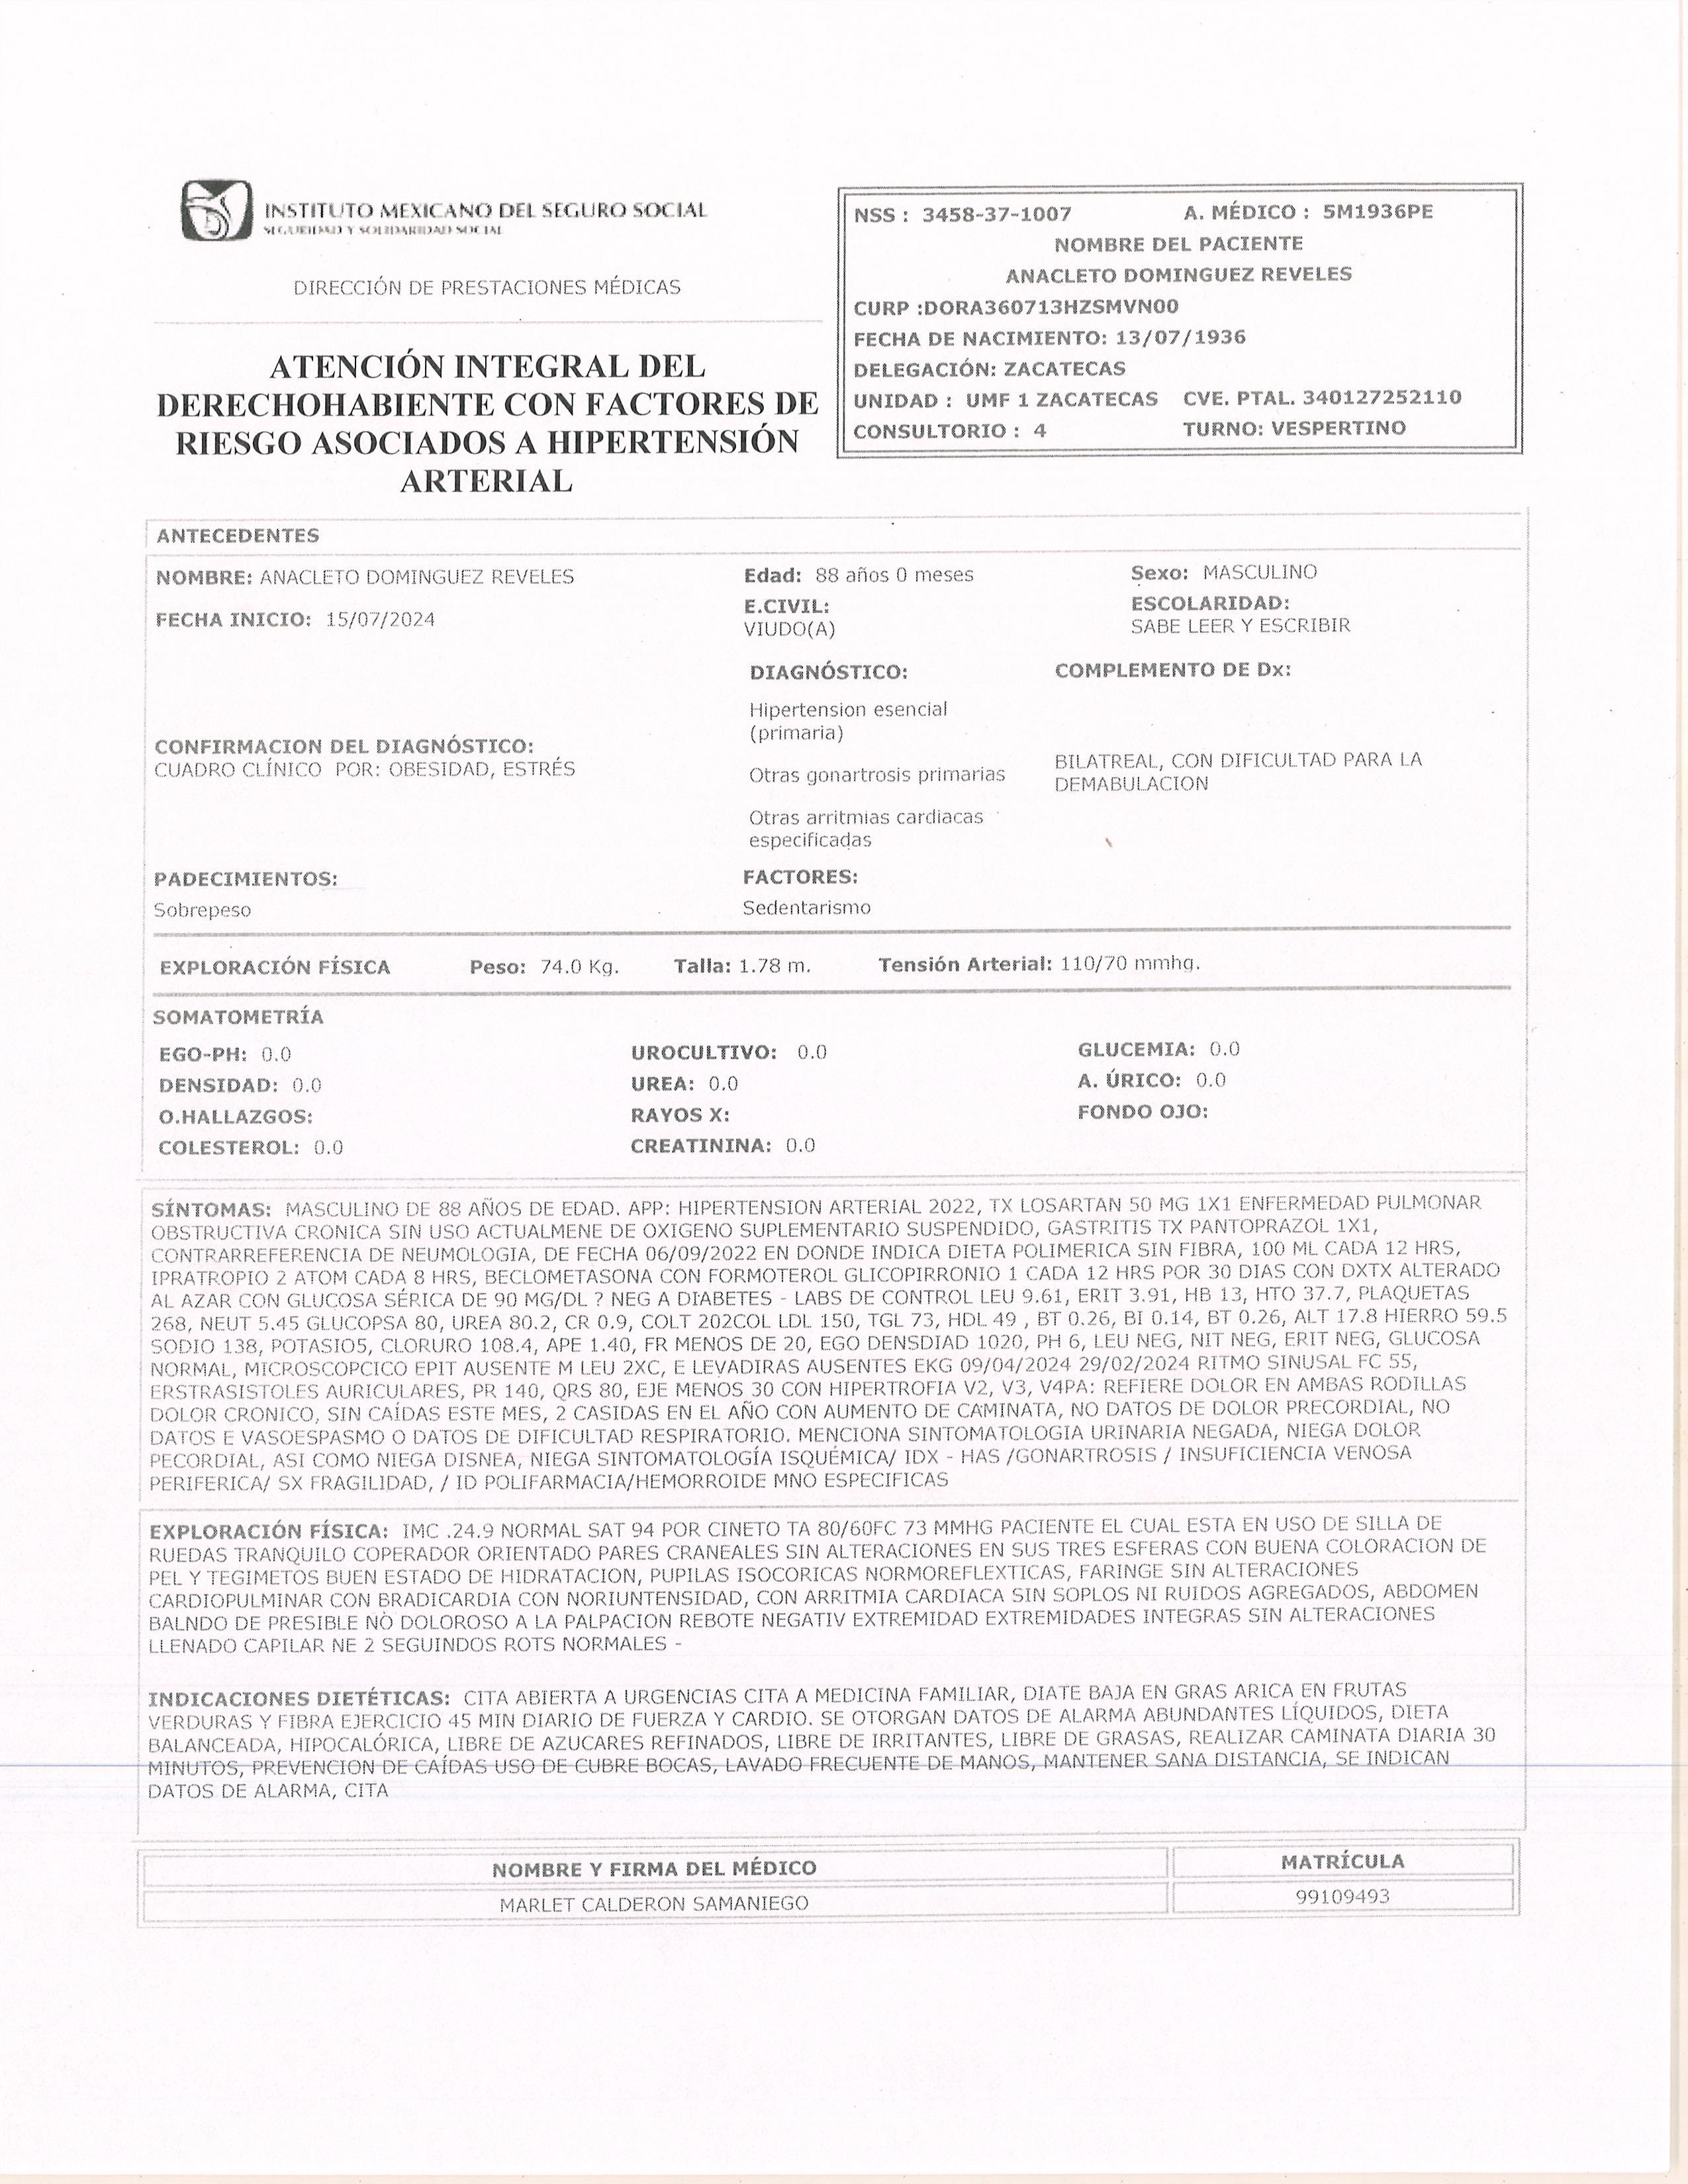 INSTITUTO MEXICANO DEL SEGURO SOCIAL
SEGURIDAD Y SOLIDARIDAD SOCIAL
DIRECCIÓN DE PRESTACIONES MÉDICAS
ATENCIÓN INTEGRAL DEL
DERECHOHABIENTE CON FACTORES DE
RIESGO ASOCIADOS A HIPERTENSIÓN
ARTERIAL
NSS : 3458-37-1007 A. MÉDICO : 5M1936PE
NOMBRE DEL PACIENTE
ANACLETO DOMINGUEZ REVELES
CURP :DORA360713HZSMVN00
FECHA DE NACIMIENTO: 13/07/1936
DELEGACIÓN: ZACATECAS
UNIDAD : UMF 1 ZACATECAS CVE. PTAL. 340127252110
CONSULTORIO : 4 TURNO: VESPERTINO
ANTECEDENTES
NOMBRE: ANACLETO DOMINGUEZ REVELES Edad: 88 años 0 meses Sexo: MASCULINO
FECHA INICIO: 15/07/2024
E.CIVIL:
VIUDO(A)
ESCOLARIDAD:
SABE LEER Y ESCRIBIR
CONFIRMACION DEL DIAGNÓSTICO:
CUADRO CLÍNICO POR: OBESIDAD, ESTRÉS
DIAGNÓSTICO: COMPLEMENTO DE Dx:
Hipertension esencial
(primaria)
Otras gonartrosis primarias
BILATREAL, CON DIFICULTAD PARA LA
DEMABULACION
Otras arritmias cardiacas
especificadas
PADECIMIENTOS: FACTORES:
Sobrepeso Sedentarismo
EXPLORACIÓN FÍSICA Peso: 74.0 Kg. Talla: 1.78 m. Tensión Arterial: 110/70 mmhg.
SOMATOMETRÍA
EGO-PH: 0.0 UROCULTIVO: 0.0 GLUCEMIA: 0.0
DENSIDAD: 0.0 UREA: 0.0 A. ÚRICO: 0.0
O.HALLAZGOS: RAYOS X: FONDO OJO:
COLESTEROL: 0.0 CREATININA: 0.0
SÍNTOMAS: MASCULINO DE 88 AÑOS DE EDAD. APP: HIPERTENSION ARTERIAL 2022, TX LOSARTAN 50 MG 1X1 ENFERMEDAD PULMONAR
OBSTRUCTIVA CRONICA SIN USO ACTUALMENE DE OXIGENO SUPLEMENTARIO SUSPENDIDO, GASTRITIS TX PANTOPRAZOL 1X1,
CONTRARREFERENCIA DE NEUMOLOGIA, DE FECHA 06/09/2022 EN DONDE INDICA DIETA POLIMERICA SIN FIBRA, 100 ML CADA 12 HRS,
IPRATROPIO 2 ATOM CADA 8 HRS, BECLOMETASONA CON FORMOTEROL GLICOPIRRONIO 1 CADA 12 HRS POR 30 DIAS CON DXTX ALTERADO
AL AZAR CON GLUCOSA SÉRICA DE 90 MG/DL ? NEG A DIABETES - LABS DE CONTROL LEU 9.61, ERIT 3.91, HB 13, HTO 37.7, PLAQUETAS
268, NEUT 5.45 GLUCOPSA 80, UREA 80.2, CR 0.9, COLT 202COL LDL 150, TGL 73, HDL 49 , BT 0.26, BI 0.14, BT 0.26, ALT 17.8 HIERRO 59.5
SODIO 138, POTASIO5, CLORURO 108.4, APE 1.40, FR MENOS DE 20, EGO DENSDIAD 1020, PH 6, LEU NEG, NIT NEG, ERIT NEG, GLUCOSA
NORMAL, MICROSCOPCICO EPIT AUSENTE M LEU 2XC, E LEVADIRAS AUSENTES EKG 09/04/2024 29/02/2024 RITMO SINUSAL FC 55,
ERSTRASISTOLES AURICULARES, PR 140, QRS 80, EJE MENOS 30 CON HIPERTROFIA V2, V3, V4PA: REFIERE DOLOR EN AMBAS RODILLAS
DOLOR CRONICO, SIN CAÍDAS ESTE MES, 2 CASIDAS EN EL AÑO CON AUMENTO DE CAMINATA, NO DATOS DE DOLOR PRECORDIAL, NO
DATOS E VASOESPASMO O DATOS DE DIFICULTAD RESPIRATORIO. MENCIONA SINTOMATOLOGIA URINARIA NEGADA, NIEGA DOLOR
PECORDIAL, ASI COMO NIEGA DISNEA, NIEGA SINTOMATOLOGÍA ISQUÉMICA/ IDX - HAS /GONARTROSIS / INSUFICIENCIA VENOSA
PERIFERICA/ SX FRAGILIDAD, / ID POLIFARMACIA/HEMORROIDE MNO ESPECIFICAS
EXPLORACIÓN FÍSICA: IMC .24.9 NORMAL SAT 94 POR CINETO TA 80/60FC 73 MMHG PACIENTE EL CUAL ESTA EN USO DE SILLA DE
RUEDAS TRANQUILO COPERADOR ORIENTADO PARES CRANEALES SIN ALTERACIONES EN SUS TRES ESFERAS CON BUENA COLORACION DE
PEL Y TEGIMETOS BUEN ESTADO DE HIDRATACION, PUPILAS ISOCORICAS NORMOREFLEXTICAS, FARINGE SIN ALTERACIONES
CARDIOPULMINAR CON BRADICARDIA CON NORIUNTENSIDAD, CON ARRITMIA CARDIACA SIN SOPLOS NI RUIDOS AGREGADOS, ABDOMEN
BALNDO DE PRESIBLE NO DOLOROSO A LA PALPACION REBOTE NEGATIV EXTREMIDAD EXTREMIDADES INTEGRAS SIN ALTERACIONES
LLENADO CAPILAR NE 2 SEGUINDOS ROTS NORMALES -
INDICACIONES DIETÉTICAS: CITA ABIERTA A URGENCIAS CITA A MEDICINA FAMILIAR, DIATE BAJA EN GRAS ARICA EN FRUTAS
VERDURAS Y FIBRA EJERCICIO 45 MIN DIARIO DE FUERZA Y CARDIO. SE OTORGAN DATOS DE ALARMA ABUNDANTES LÍQUIDOS, DIETA
BALANCEADA, HIPOCALÓRICA, LIBRE DE AZUCARES REFINADOS, LIBRE DE IRRITANTES, LIBRE DE GRASAS, REALIZAR CAMINATA DIARIA 30
MINUTOS, PREVENCION DE CAÍDAS USO DE CUBRE BOCAS, LAVADO FRECUENTE DE MANOS, MANTENER SANA DISTANCIA, SE INDICAN
DATOS DE ALARMA, CITA
NOMBRE Y FIRMA DEL MÉDICO MATRÍCULA
MARLET CALDERON SAMANIEGO 99109493